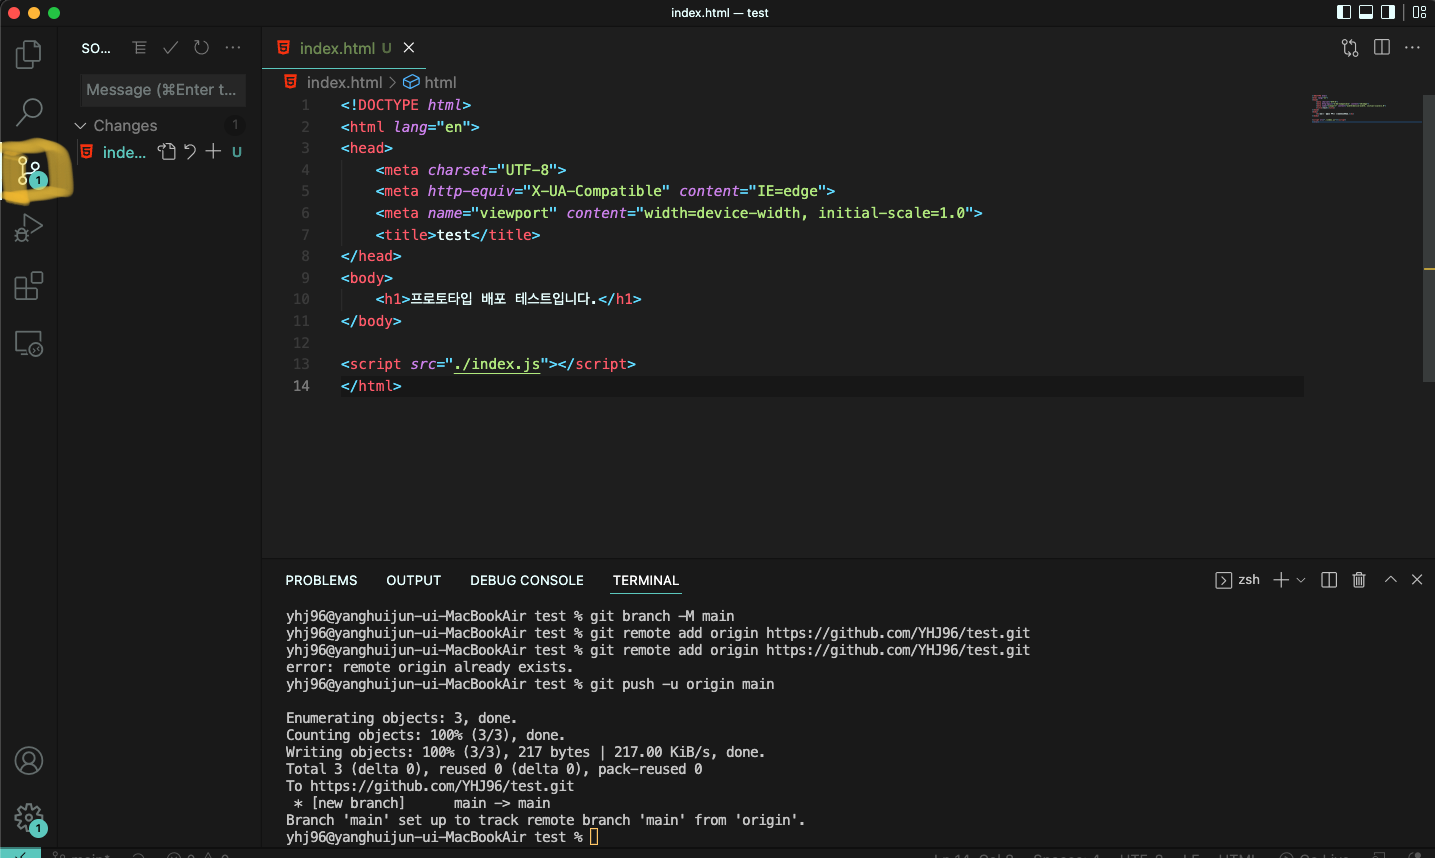 index.html — test
SO...
index.html U
Message (⌘Enter t...
index.html > html
Changes 1
inde... U
1
1 <!DOCTYPE html>
2 <html lang="en">
3 <head>
4 <meta charset="UTF-8">
5 <meta http-equiv="X-UA-Compatible" content="IE=edge">
6 <meta name="viewport" content="width=device-width, initial-scale=1.0">
7 <title>test</title>
8 </head>
9 <body>
10 <h1>프로토타입 배포 테스트입니다.</h1>
11 </body>
12
13 <script src="./index.js"></script>
14 </html>
PROBLEMS OUTPUT DEBUG CONSOLE TERMINAL
zsh
yhj96@yanghuijun-ui-MacBookAir test % git branch -M main
yhj96@yanghuijun-ui-MacBookAir test % git remote add origin https://github.com/YHJ96/test.git
yhj96@yanghuijun-ui-MacBookAir test % git remote add origin https://github.com/YHJ96/test.git
error: remote origin already exists.
yhj96@yanghuijun-ui-MacBookAir test % git push -u origin main
Enumerating objects: 3, done.
Counting objects: 100% (3/3), done.
Writing objects: 100% (3/3), 217 bytes | 217.00 KiB/s, done.
Total 3 (delta 0), reused 0 (delta 0), pack-reused 0
To https://github.com/YHJ96/test.git
* [new branch] main -> main
Branch 'main' set up to track remote branch 'main' from 'origin'.
yhj96@yanghuijun-ui-MacBookAir test %
1